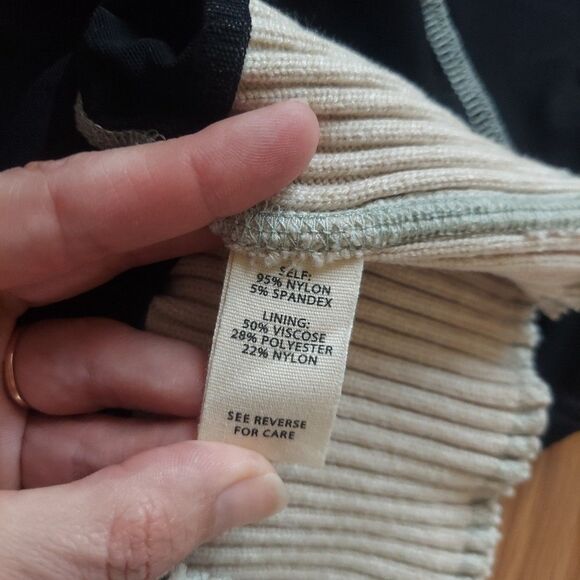 SELF:
95% NYLON
5% SPANDEX
LINING:
50% VISCOSE
28% POLYESTER
22% NYLON
SEE REVERSE
FOR CARE